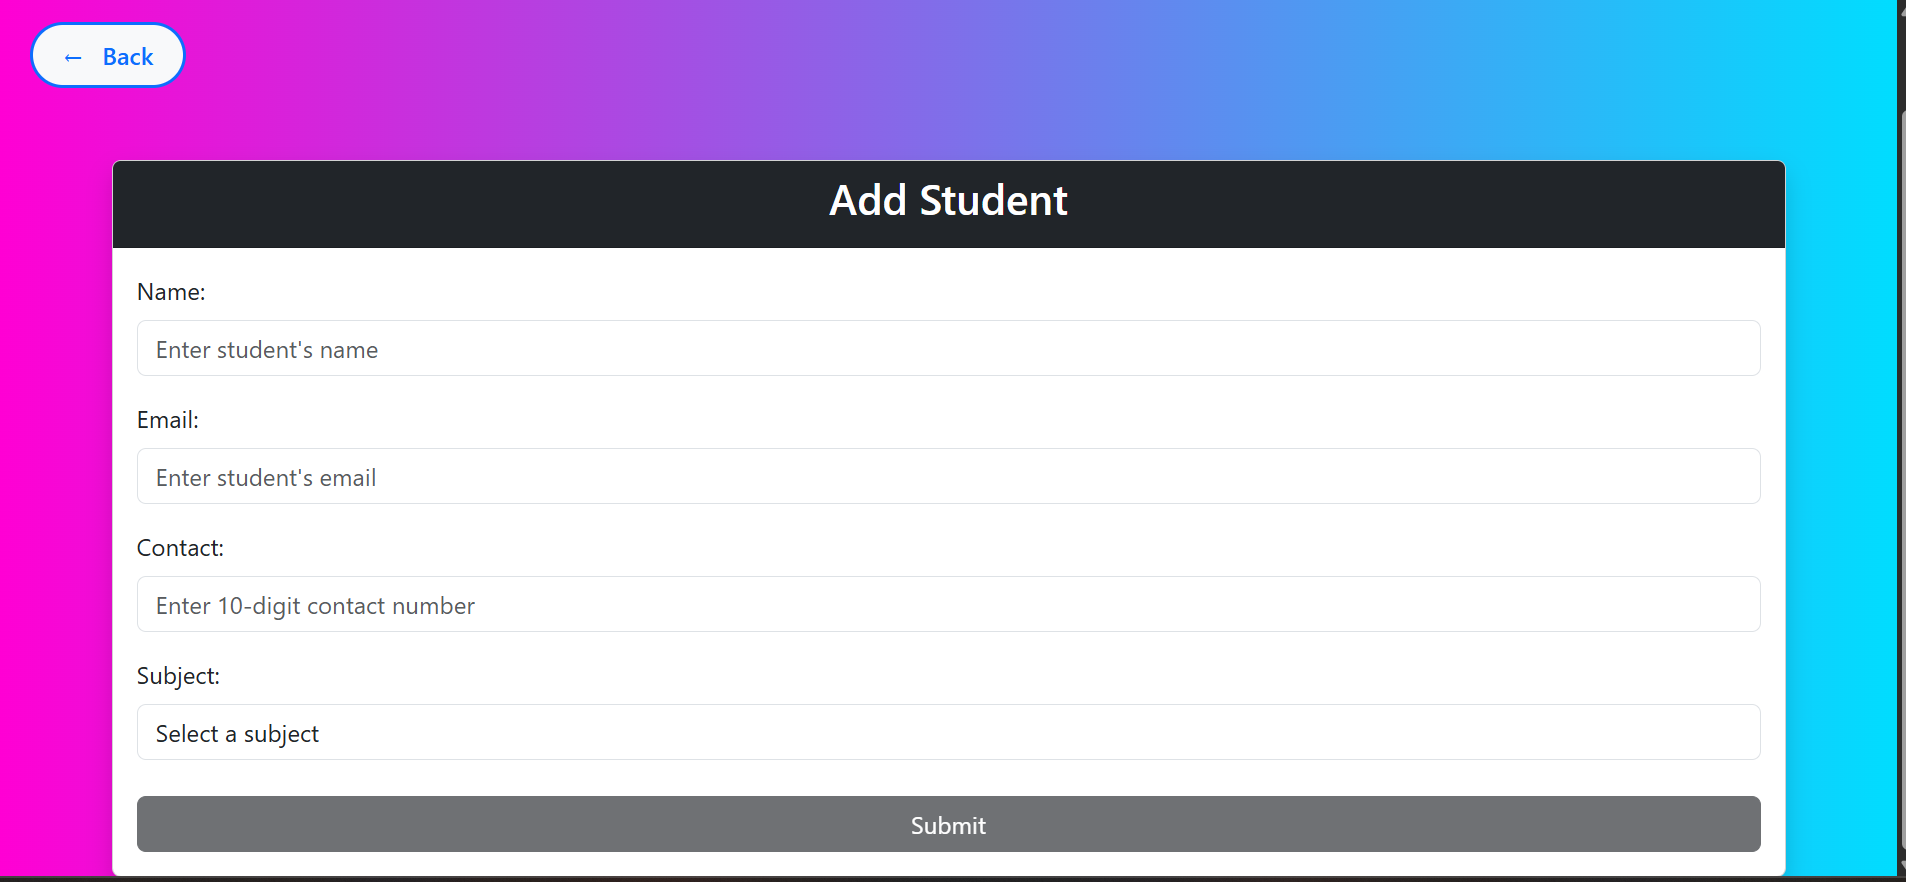 ← Back
Add Student
Name:
Enter student's name
Email:
Enter student's email
Contact:
Enter 10-digit contact number
Subject:
Select a subject
Submit